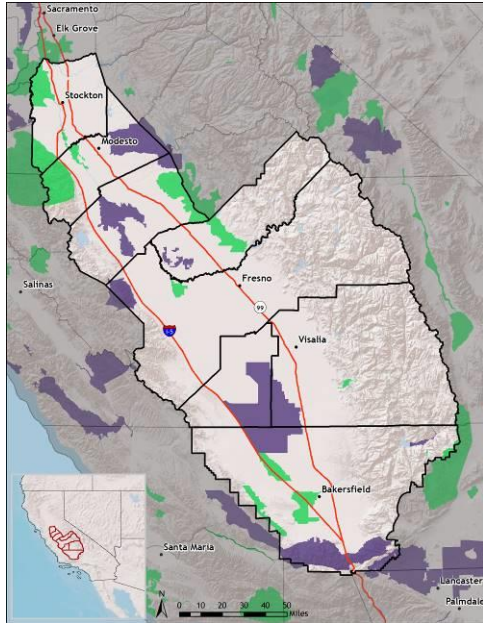 Sacramento
Elk Grove
Stockton
Modesto
Salinas
Fresno
99
Visalia
Bakersfield
Santa Maria
Lancaster
Palmdale
N
0 10 20 30 40 50
Miles